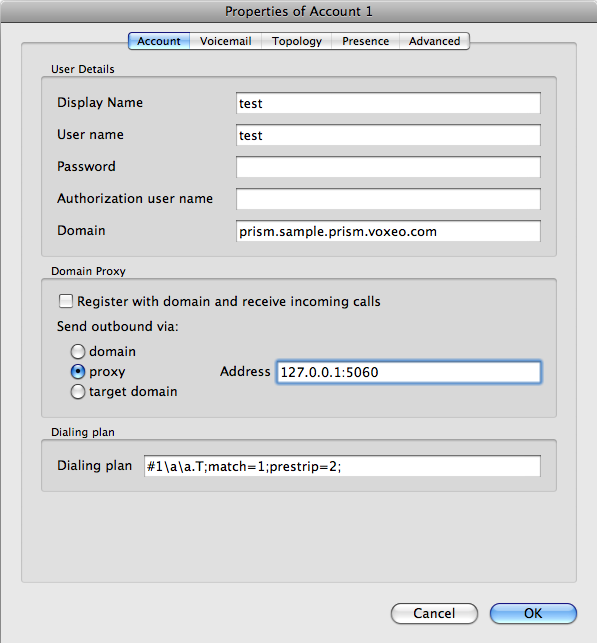 Properties of Account 1
Account Voicemail Topology Presence Advanced
User Details
Display Name test
User name test
Password
Authorization user name
Domain prism.sample.prism.voxeo.com
Domain Proxy
Register with domain and receive incoming calls
Send outbound via:
domain
proxy Address 127.0.0.1:5060
target domain
Dialing plan
Dialing plan #1\a\a.T;match=1;prestrip=2;
Cancel OK